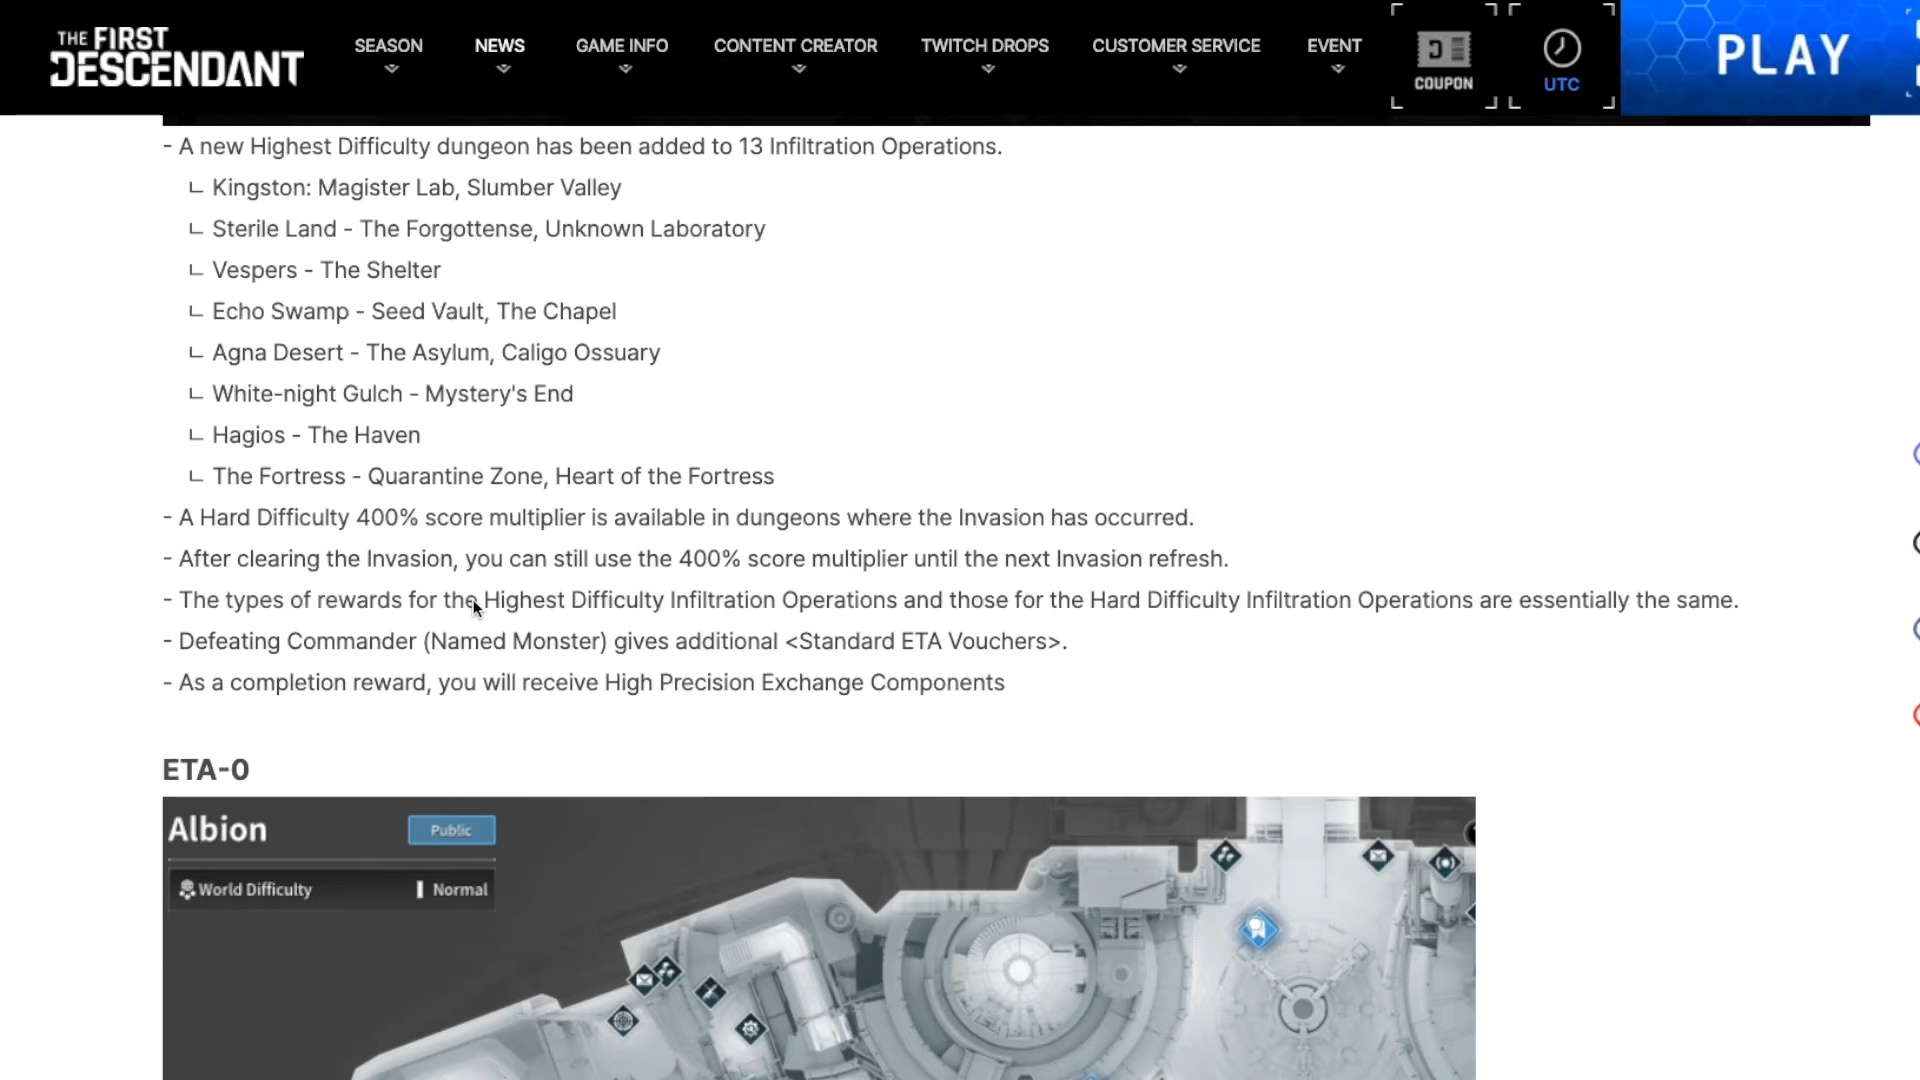 THE FIRST
DESCENDANT
SEASON
NEWS
GAME INFO
CONTENT CREATOR
TWITCH DROPS
CUSTOMER SERVICE
EVENT
COUPON
UTC
PLAY
- A new Highest Difficulty dungeon has been added to 13 Infiltration Operations.
ㄴ Kingston: Magister Lab, Slumber Valley
ㄴ Sterile Land - The Forgottense, Unknown Laboratory
ㄴ Vespers - The Shelter
ㄴ Echo Swamp - Seed Vault, The Chapel
ㄴ Agna Desert - The Asylum, Caligo Ossuary
ㄴ White-night Gulch - Mystery's End
ㄴ Hagios - The Haven
ㄴ The Fortress - Quarantine Zone, Heart of the Fortress
- A Hard Difficulty 400% score multiplier is available in dungeons where the Invasion has occurred.
- After clearing the Invasion, you can still use the 400% score multiplier until the next Invasion refresh.
- The types of rewards for the Highest Difficulty Infiltration Operations and those for the Hard Difficulty Infiltration Operations are essentially the same.
- Defeating Commander (Named Monster) gives additional <Standard ETA Vouchers>.
- As a completion reward, you will receive High Precision Exchange Components
ETA-0
Albion
Public
World Difficulty
Normal